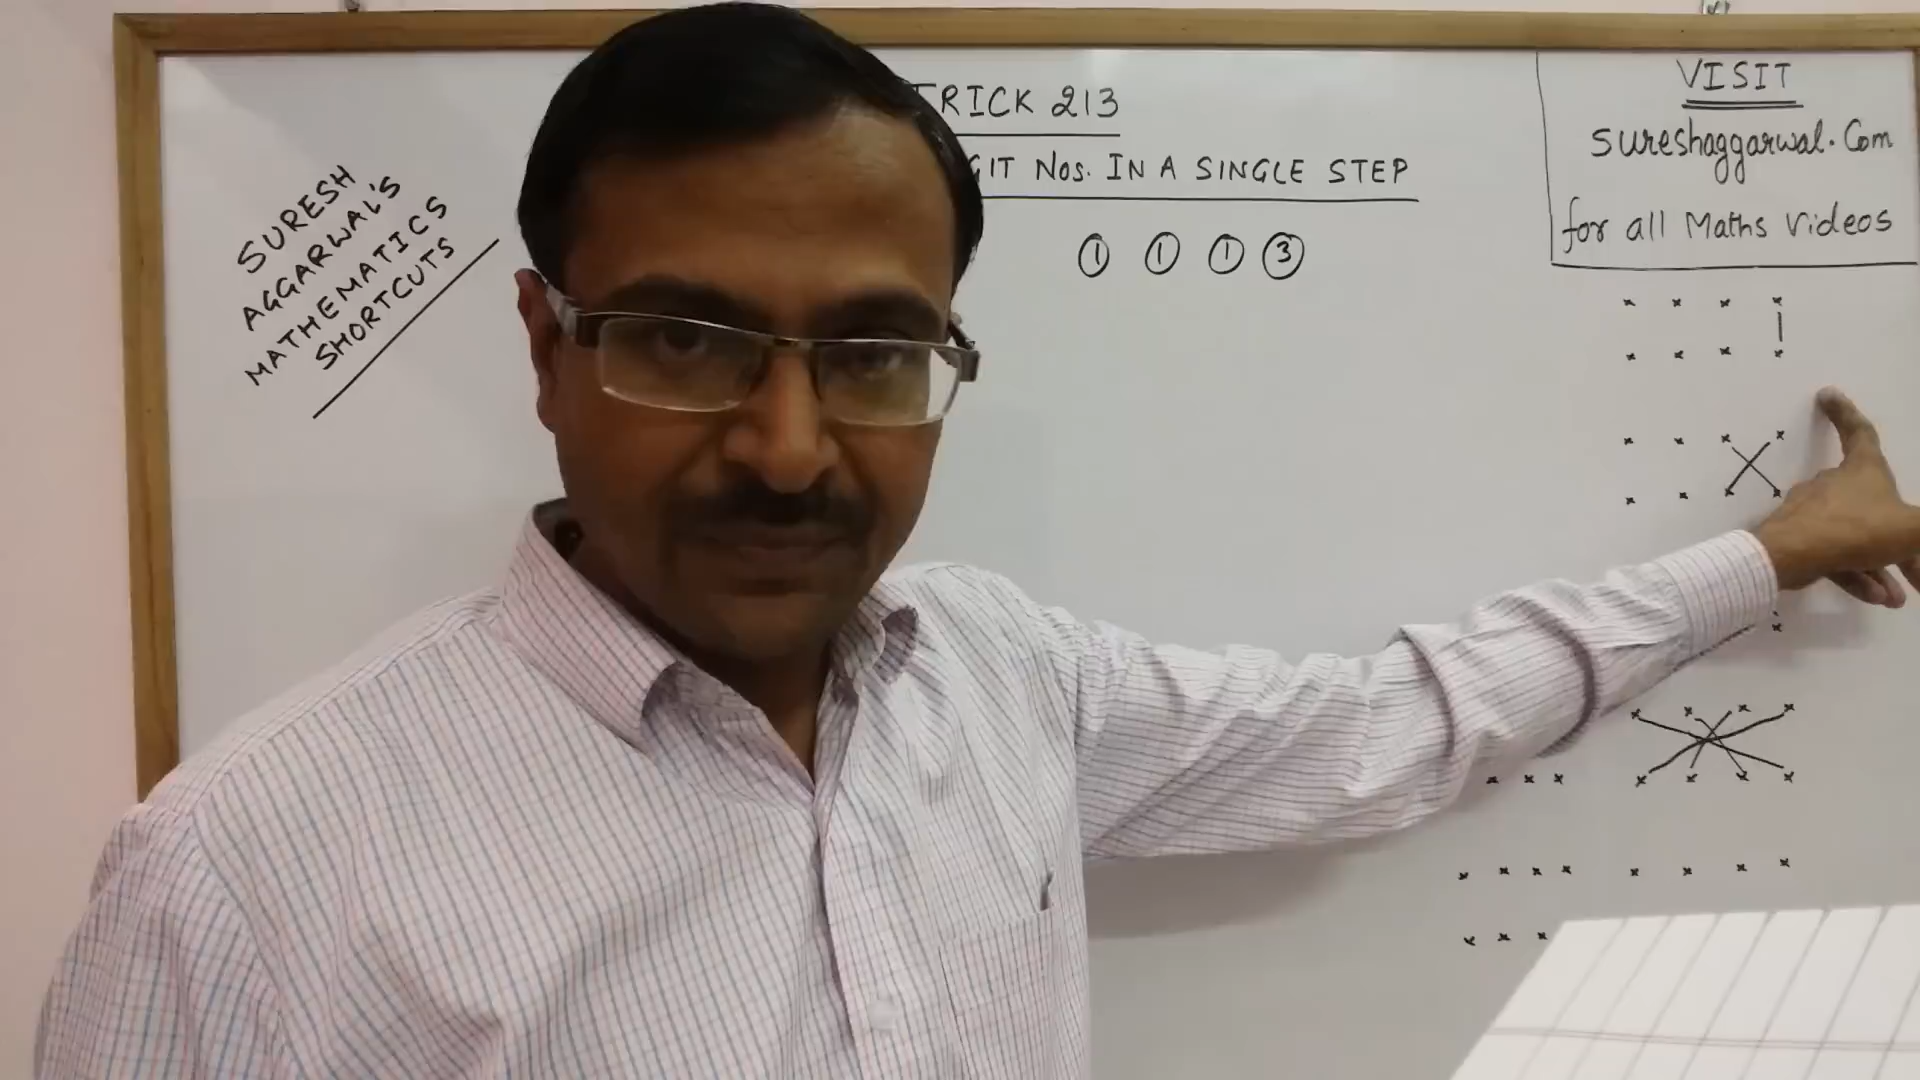 SURESH
AGGARWAL'S
MATHEMATICS
SHORTCUTS
TRICK 213
GIT Nos. IN A SINGLE STEP
1 1 1 3
VISIT
sureshaggarwal.Com
for all Maths Videos